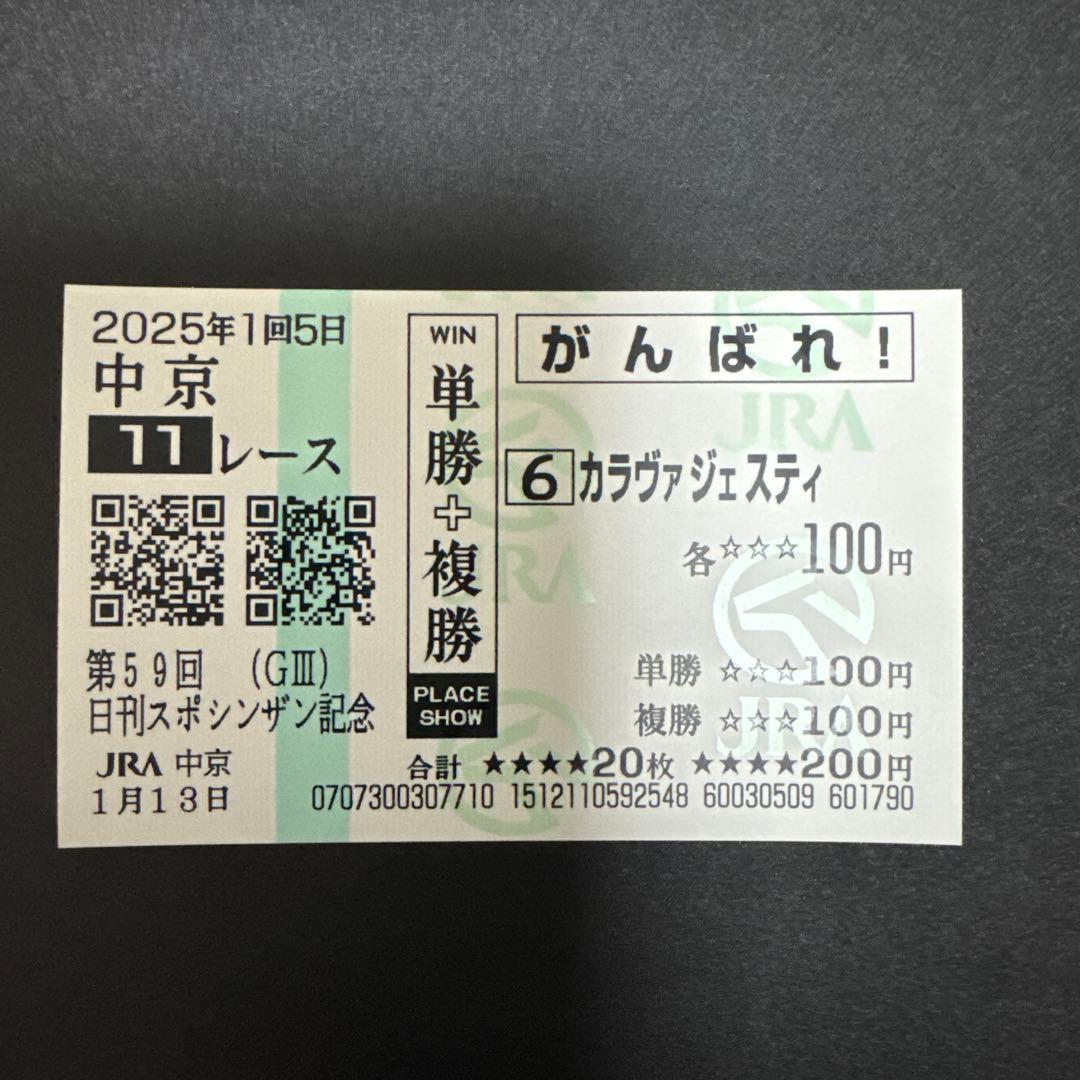 2025年1回5日
中京
11レース
第59回 (GⅢ)
日刊スポシンザン記念
JRA 中京
1月13日
WIN
単勝+複勝
PLACE
SHOW
がんばれ！
6 カラヴァジェスティ
各☆☆☆100円
単勝 ☆☆☆100円
複勝 ☆☆☆100円
合計 ★★★★20枚 ★★★★200円
0707300307710 1512110592548 60030509 601790
JRA
JRA
JRA